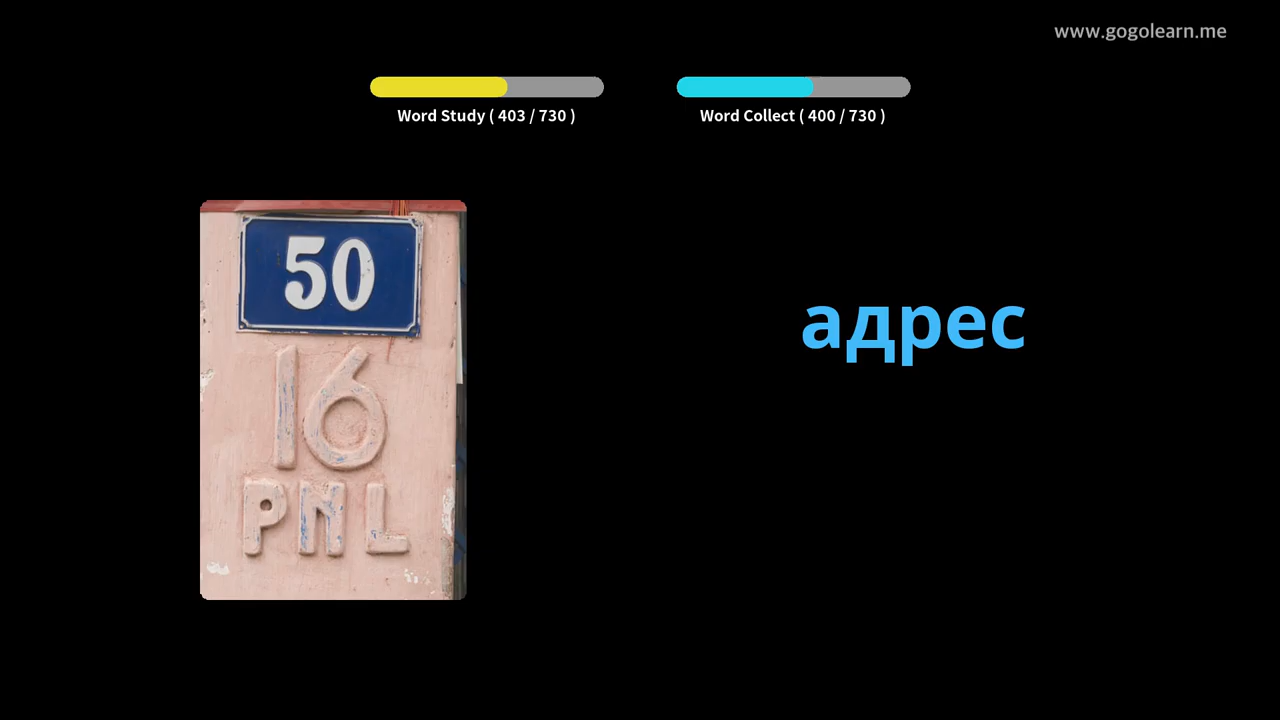 www.gogolearn.me
Word Study ( 403 / 730 )
Word Collect ( 400 / 730 )
50
16
PNL
адрес